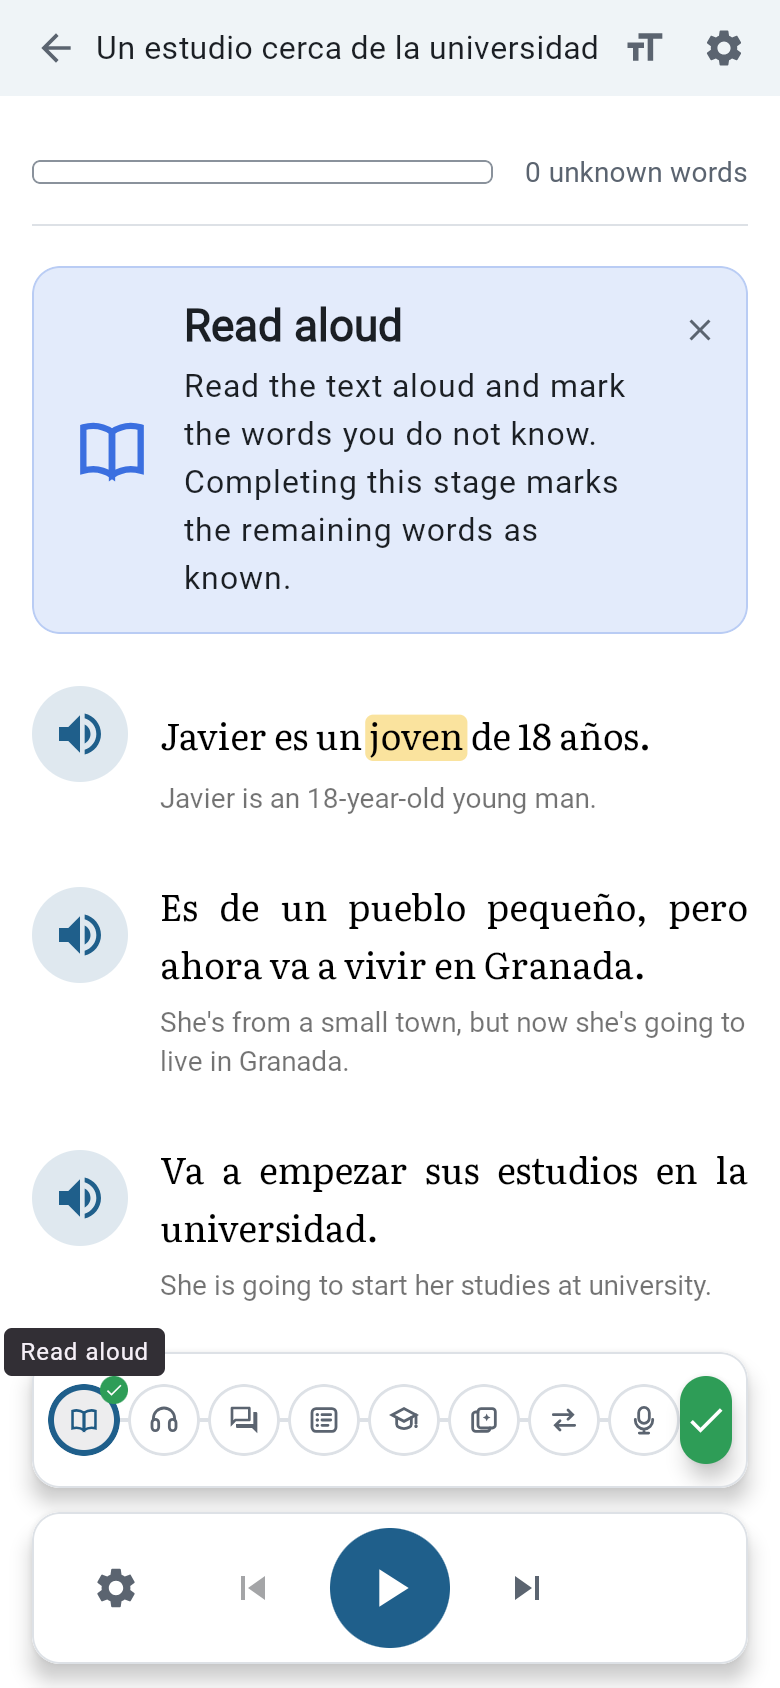 Un estudio cerca de la universidad
0 unknown words
Read aloud
Read the text aloud and mark
the words you do not know.
Completing this stage marks
the remaining words as
known.
Javier es un joven de 18 años.
Javier is an 18-year-old young man.
Es de un pueblo pequeño, pero
ahora va a vivir en Granada.
She's from a small town, but now she's going to
live in Granada.
Va a empezar sus estudios en la
universidad.
She is going to start her studies at university.
Read aloud